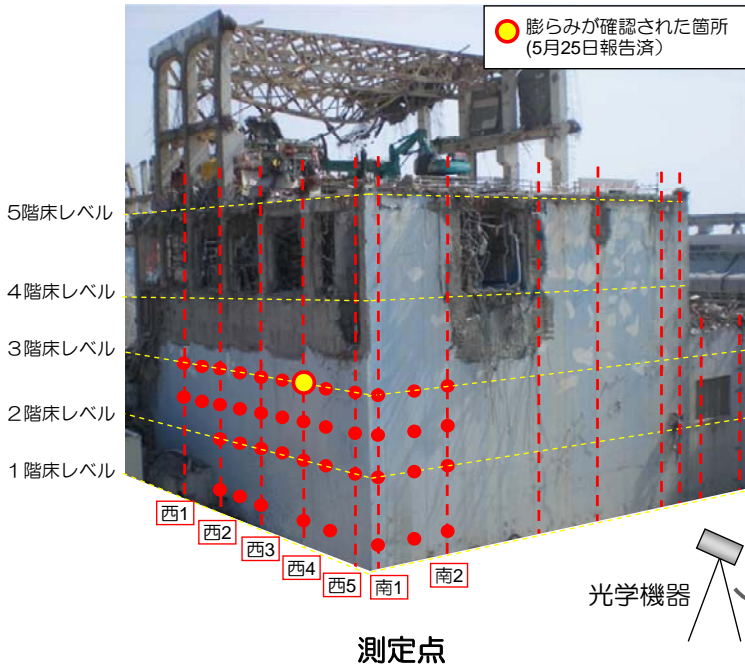 膨らみが確認された箇所
(5月25日報告済)
5階床レベル
4階床レベル
3階床レベル
2階床レベル
1階床レベル
西1
西2
西3
西4
西5
南1
南2
光学機器
測定点